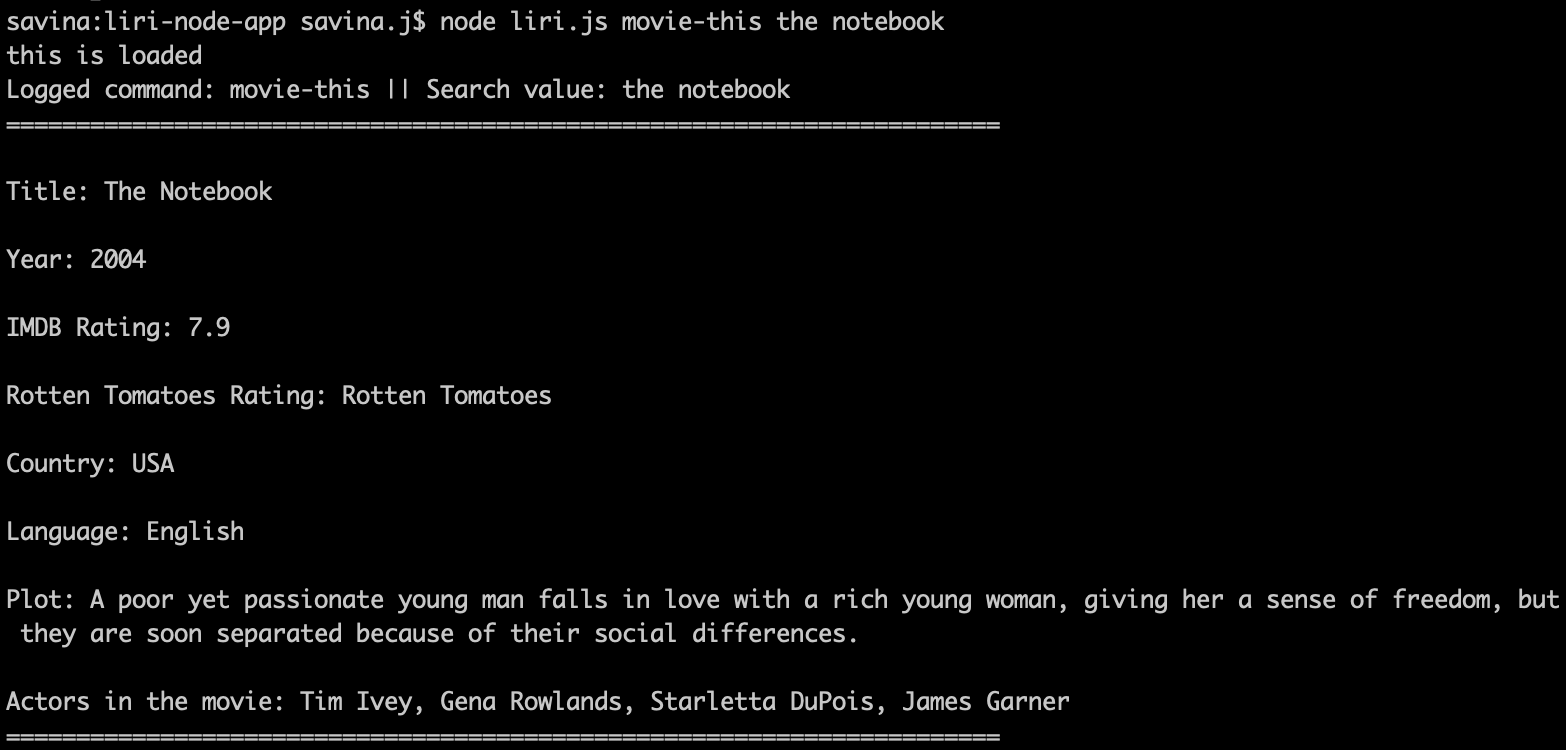 savina:liri-node-app savina.j$ node liri.js movie-this the notebook
this is loaded
Logged command: movie-this || Search value: the notebook
=======================================================================
Title: The Notebook
Year: 2004
IMDB Rating: 7.9
Rotten Tomatoes Rating: Rotten Tomatoes
Country: USA
Language: English
Plot: A poor yet passionate young man falls in love with a rich young woman, giving her a sense of freedom, but
they are soon separated because of their social differences.
Actors in the movie: Tim Ivey, Gena Rowlands, Starletta DuPois, James Garner
=======================================================================